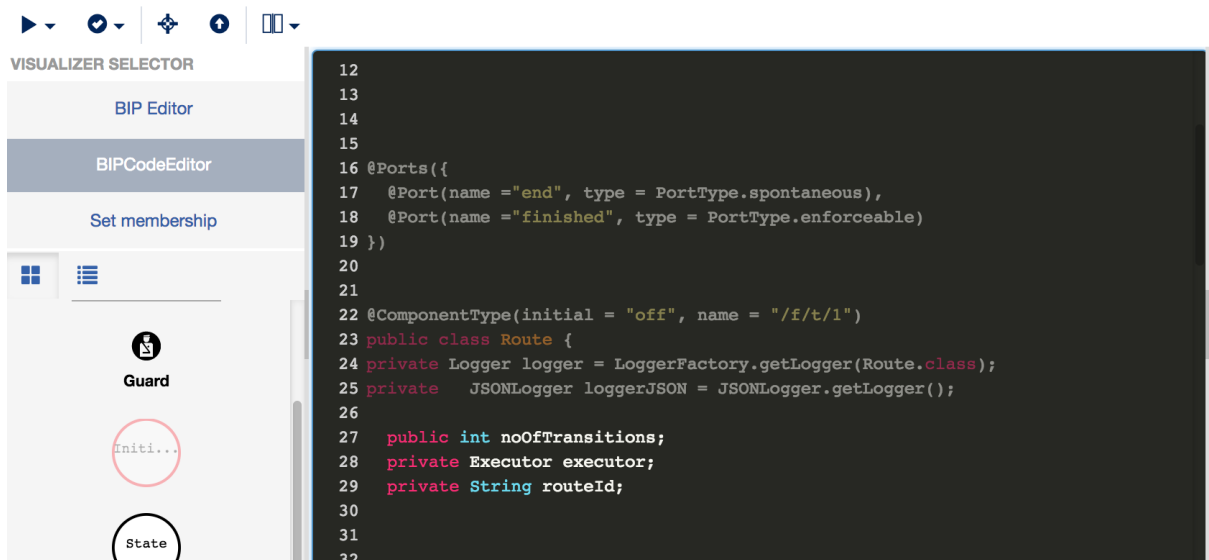 VISUALIZER SELECTOR
BIP Editor
BIPCodeEditor
Set membership
Guard
Initi...
State
12
13
14
15
16 @Ports({
17   @Port(name ="end", type = PortType.spontaneous),
18   @Port(name ="finished", type = PortType.enforceable)
19 })
20
21
22 @ComponentType(initial = "off", name = "/f/t/1")
23 public class Route {
24 private Logger logger = LoggerFactory.getLogger(Route.class);
25 private   JSONLogger loggerJSON = JSONLogger.getLogger();
26
27   public int noOfTransitions;
28   private Executor executor;
29   private String routeId;
30
31
32